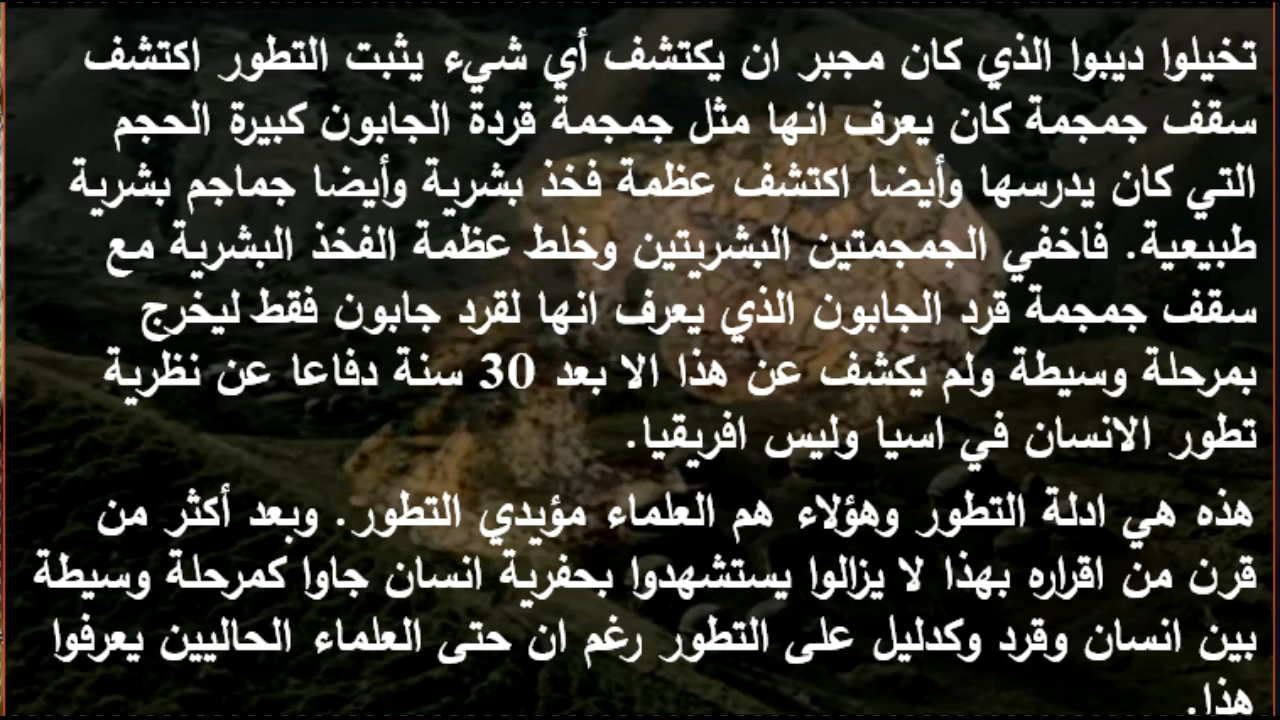 تخيلوا ديبوا الذي كان مجبر ان يكتشف أي شيء يثبت التطور اكتشف
سقف جمجمة كان يعرف انها مثل جمجمة قردة الجابون كبيرة الحجم
التي كان يدرسها وأيضا اكتشف عظمة فخذ بشرية وأيضا جماجم بشرية
طبيعية. فاخفي الجمجمتين البشريتين وخلط عظمة الفخذ البشرية مع
سقف جمجمة قرد الجابون الذي يعرف انها لقرد جابون فقط ليخرج
بمرحلة وسيطة ولم يكشف عن هذا الا بعد 30 سنة دفاعا عن نظرية
تطور الانسان في اسيا وليس افريقيا.
هذه هي ادلة التطور وهؤلاء هم العلماء مؤيدي التطور. وبعد أكثر من
قرن من اقراره بهذا لا يزالوا يستشهدوا بحفرية انسان جاوا كمرحلة وسيطة
بين انسان وقرد وكدليل على التطور رغم ان حتى العلماء الحاليين يعرفوا
هذا.